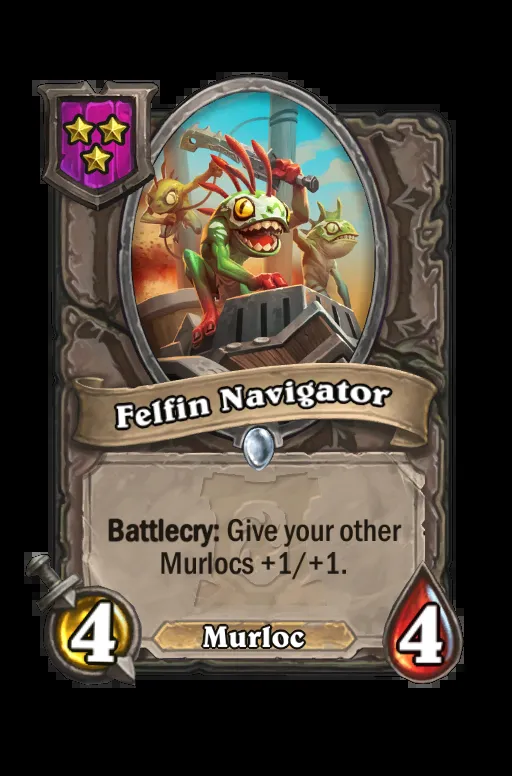 Felfin Navigator
Battlecry: Give your other
Murlocs +1/+1.
4
Murloc
4